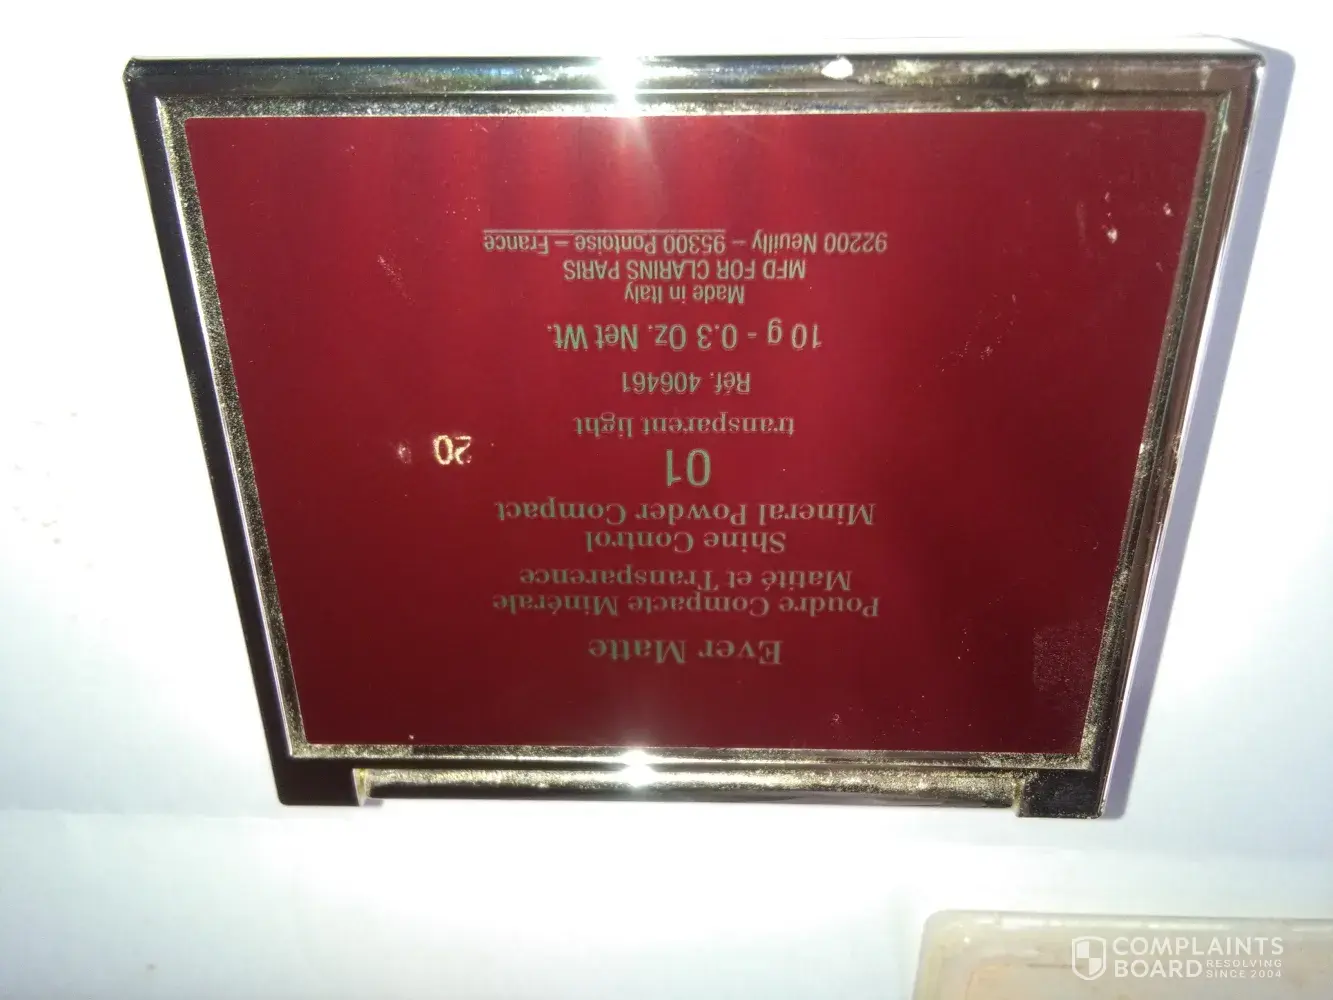 Ever Matte
Poudre Compacte Minérale
Matité et Transparence
Shine Control
Mineral Powder Compact
01
transparent light
Réf. 406461
10 g - 0.3 Oz. Net Wt.
Made in Italy
MFD FOR CLARINS PARIS
92200 Neuilly – 95300 Pontoise – France
20
COMPLAINTS
BOARD RESOLVING
SINCE 2004